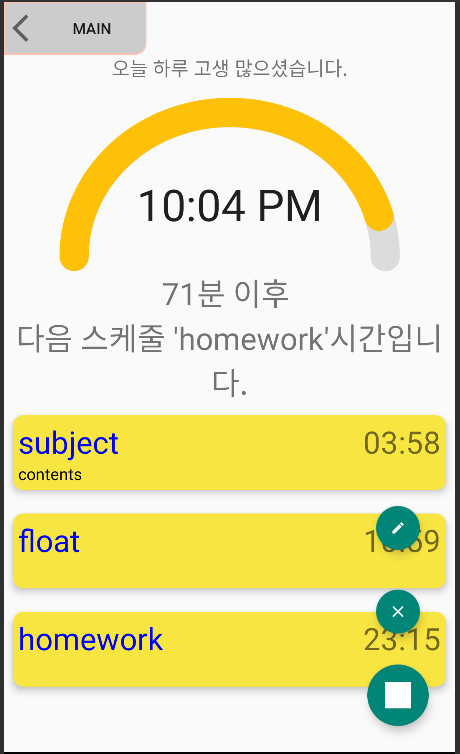 MAIN
오늘 하루 고생 많으셨습니다.
10:04 PM
71분 이후
다음 스케줄 'homework'시간입니
다.
subject
03:58
contents
float
homework
23:15